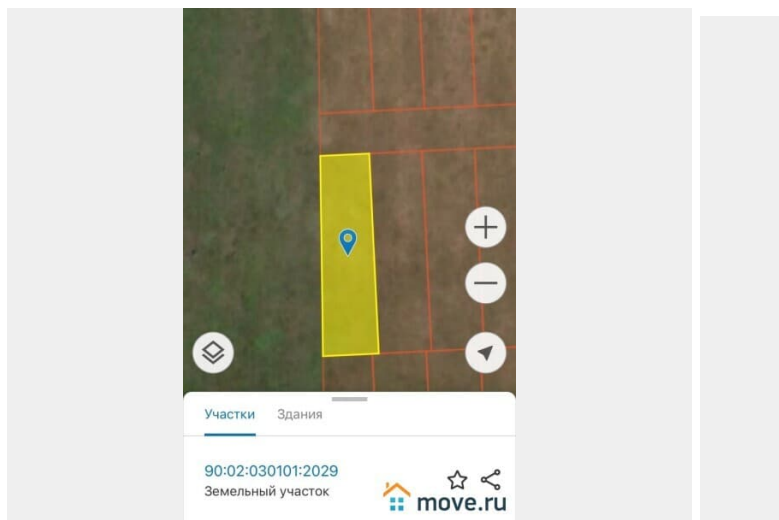 Участки Здания
90:02:030101:2029
Земельный участок
move.ru